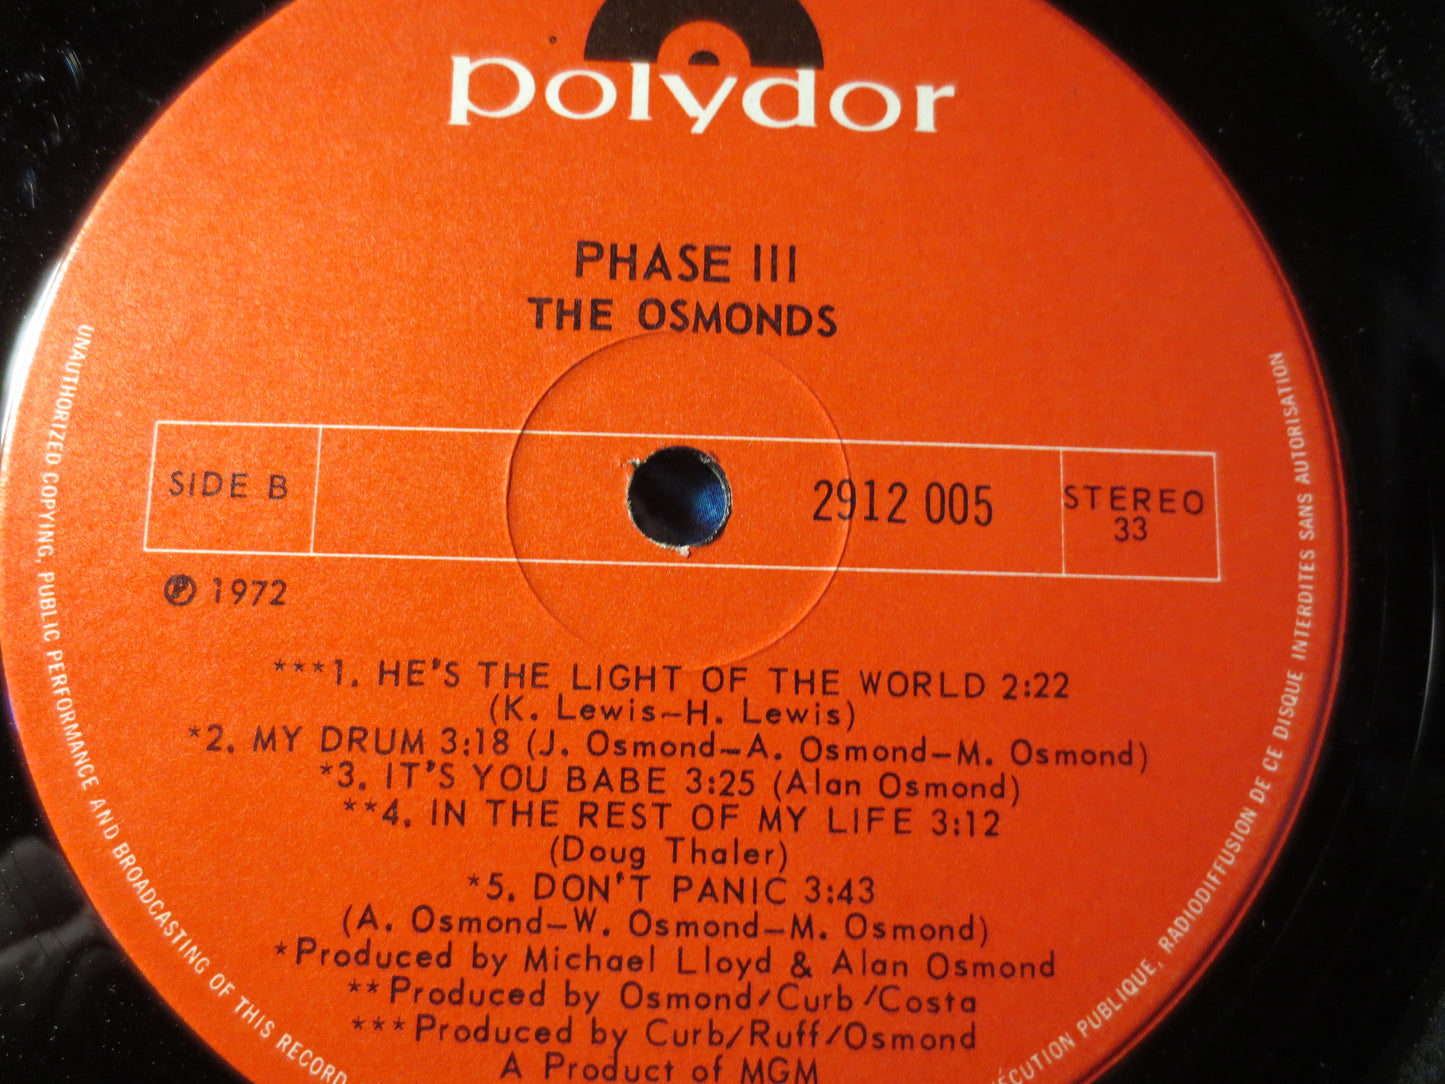 polydor
PHASE III
THE OSMONDS
SIDE B
2912 005
STEREO
33
℗ 1972
***1. HE'S THE LIGHT OF THE WORLD 2:22
(K. Lewis–H. Lewis)
*2. MY DRUM 3:18 (J. Osmond–A. Osmond–M. Osmond)
*3. IT'S YOU BABE 3:25 (Alan Osmond)
**4. IN THE REST OF MY LIFE 3:12
(Doug Thaler)
*5. DON'T PANIC 3:43
(A. Osmond–W. Osmond–M. Osmond)
*Produced by Michael Lloyd & Alan Osmond
**Produced by Osmond/Curb/Costa
***Produced by Curb/Ruff/Osmond
A Product of MGM
UNAUTHORIZED COPYING, PUBLIC PERFORMANCE AND BROADCASTING OF THIS RECORD
EXÉCUTION PUBLIQUE, RADIODIFFUSION DE CE DISQUE INTERDITES SANS AUTORISATION